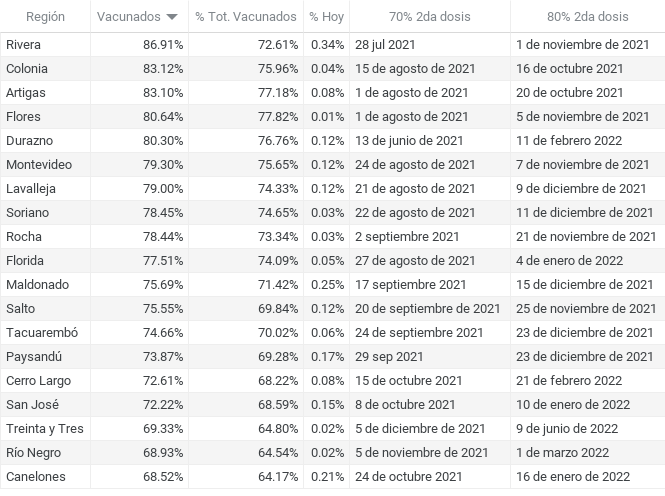 Región Vacunados % Tot. Vacunados % Hoy 70% 2da dosis 80% 2da dosis
Rivera 86.91% 72.61% 0.34% 28 jul 2021 1 de noviembre de 2021
Colonia 83.12% 75.96% 0.04% 15 de agosto de 2021 16 de octubre 2021
Artigas 83.10% 77.18% 0.08% 1 de agosto de 2021 20 de octubre 2021
Flores 80.64% 77.82% 0.01% 1 de agosto de 2021 5 de noviembre de 2021
Durazno 80.30% 76.76% 0.12% 13 de junio de 2021 11 de febrero 2022
Montevideo 79.30% 75.65% 0.12% 24 de agosto de 2021 7 de noviembre de 2021
Lavalleja 79.00% 74.33% 0.12% 21 de agosto de 2021 9 de diciembre de 2021
Soriano 78.45% 74.65% 0.03% 22 de agosto de 2021 11 de diciembre de 2021
Rocha 78.44% 73.34% 0.03% 2 septiembre 2021 21 de noviembre de 2021
Florida 77.51% 74.09% 0.05% 27 de agosto de 2021 4 de enero de 2022
Maldonado 75.69% 71.42% 0.25% 17 septiembre 2021 15 de diciembre de 2021
Salto 75.55% 69.84% 0.12% 20 de septiembre de 2021 25 de noviembre de 2021
Tacuarembó 74.66% 70.02% 0.06% 24 de septiembre de 2021 23 de diciembre de 2021
Paysandú 73.87% 69.28% 0.17% 29 sep 2021 23 de diciembre de 2021
Cerro Largo 72.61% 68.22% 0.08% 15 de octubre 2021 21 de febrero 2022
San José 72.22% 68.59% 0.15% 8 de octubre 2021 10 de enero de 2022
Treinta y Tres 69.33% 64.80% 0.02% 5 de diciembre de 2021 9 de junio de 2022
Río Negro 68.93% 64.54% 0.02% 5 de noviembre de 2021 1 de marzo 2022
Canelones 68.52% 64.17% 0.21% 24 de octubre 2021 16 de enero de 2022